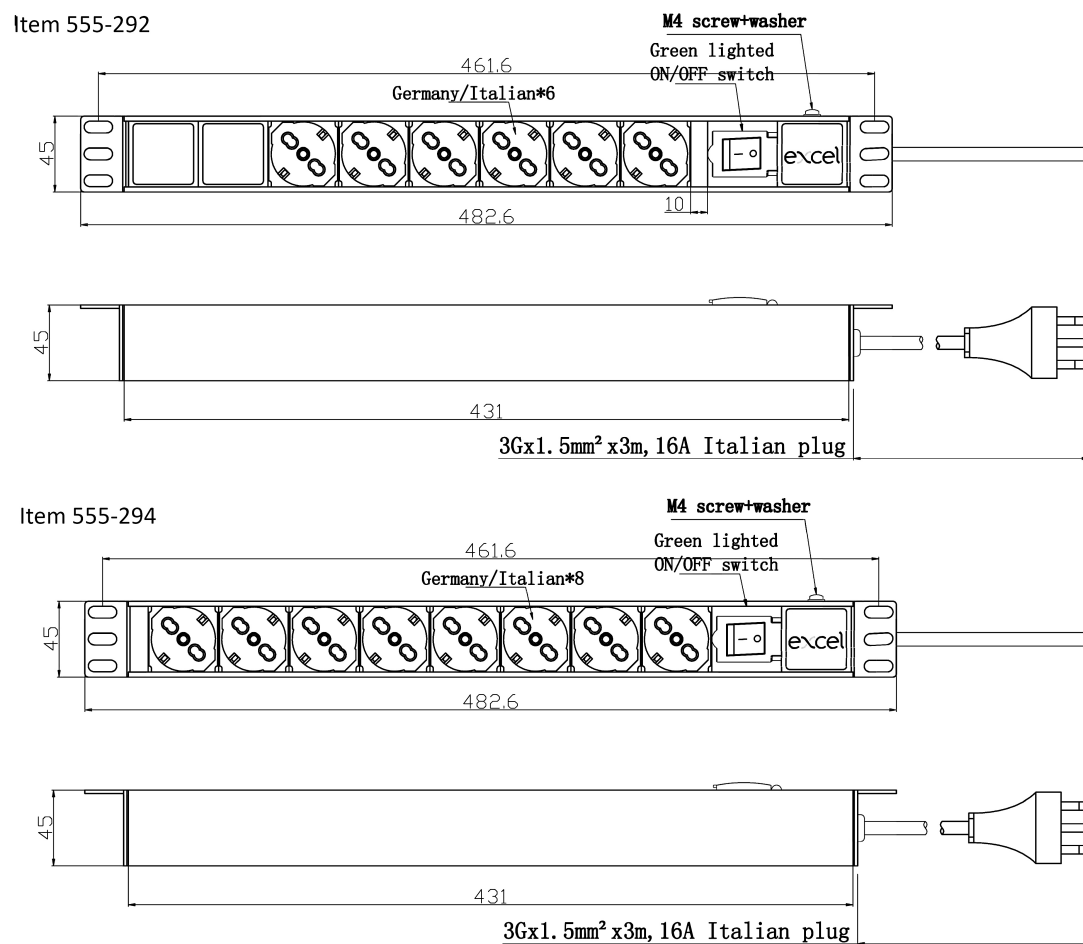 Item 555-292
M4 screw+washer
Green lighted
ON/OFF switch
461.6
Germany/Italian*6
45
excel
10
482.6
45
431
3Gx1.5mm² x3m, 16A Italian plug
Item 555-294
M4 screw+washer
Green lighted
ON/OFF switch
461.6
Germany/Italian*8
45
excel
482.6
45
431
3Gx1.5mm² x3m, 16A Italian plug